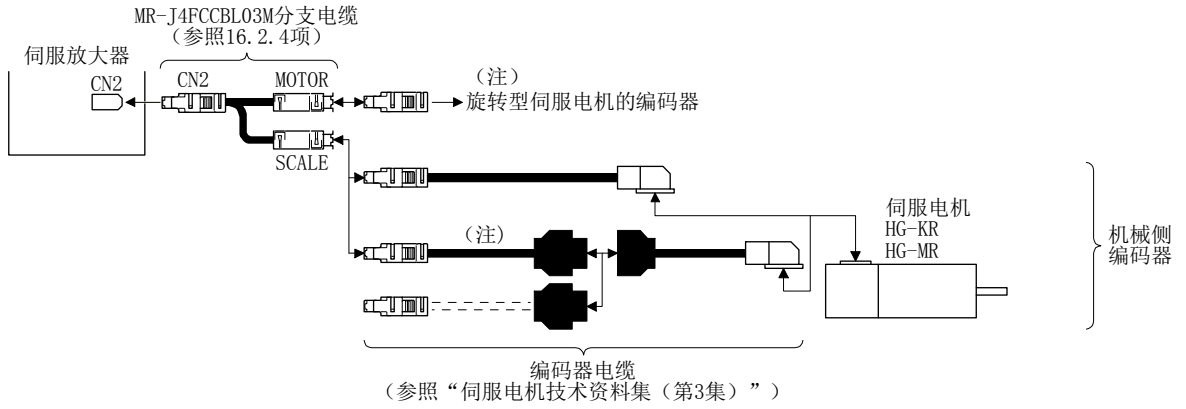 MR-J4FCCBL03M分支电缆
（参照16.2.4项）
伺服放大器
CN2
CN2
MOTOR
（注）
旋转型伺服电机的编码器
SCALE
伺服电机
HG-KR
HG-MR
机械侧
编码器
（注）
编码器电缆
（参照“伺服电机技术资料集（第3集）”）